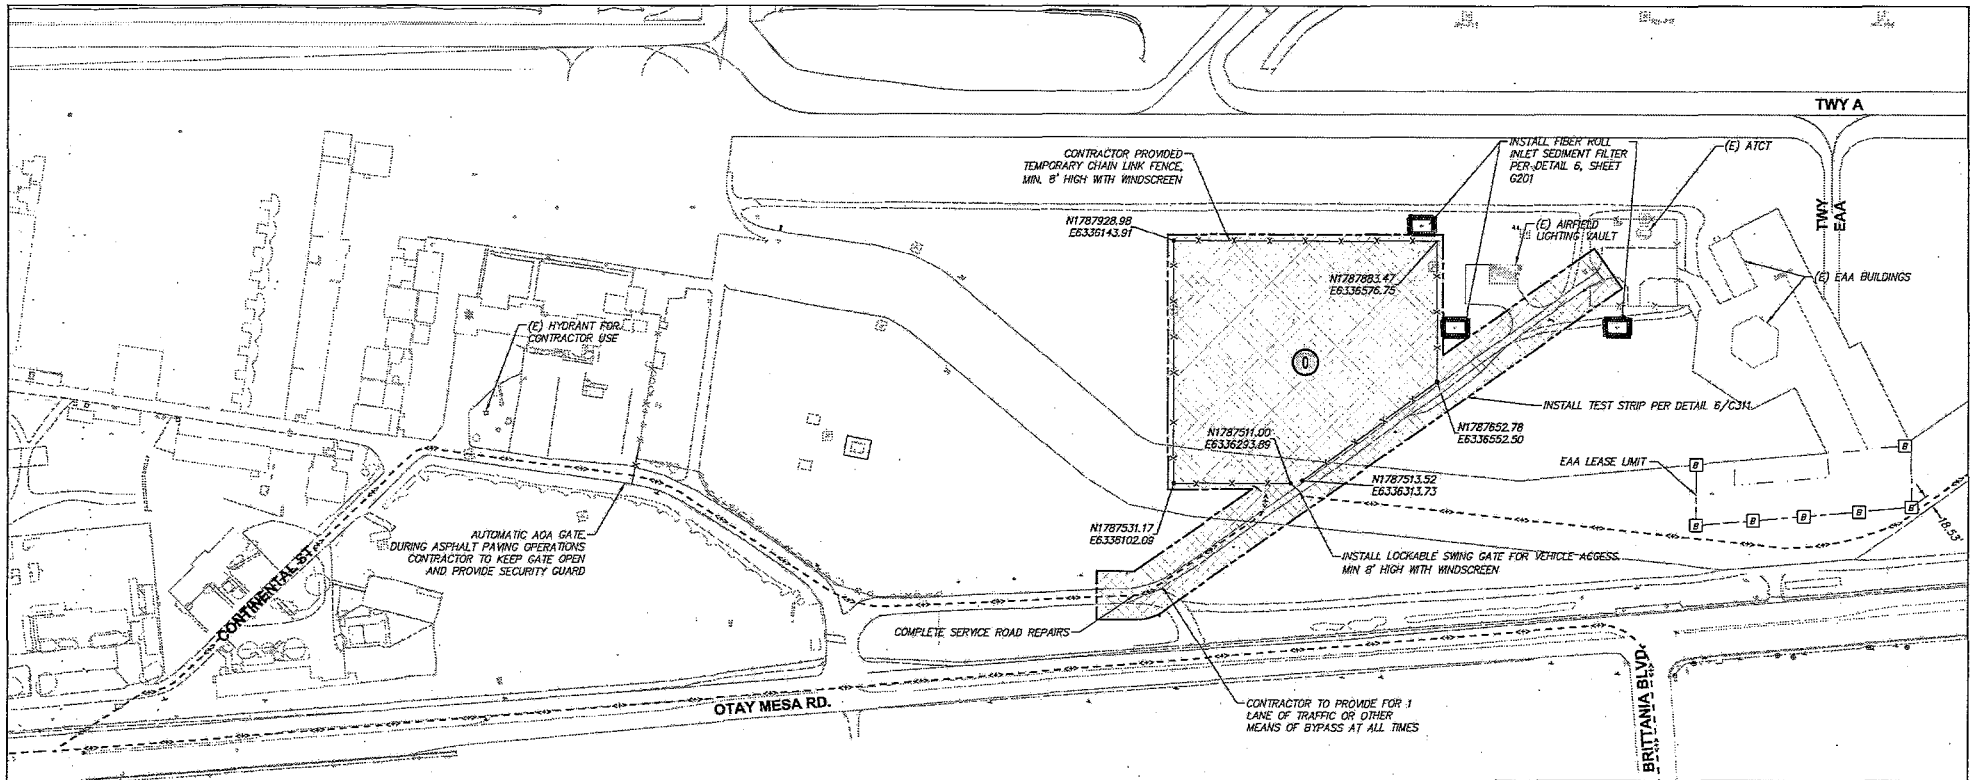 TWY A
CONTRACTOR PROVIDED
TEMPORARY CHAIN LINK FENCE,
MIN. 8' HIGH WITH WINDSCREEN
INSTALL FIBER ROLL
INLET SEDIMENT FILTER
PER DETAIL 6, SHEET
G201
(E) ATCT
TWY
EAA
N1787928.98
E6336143.91
(E) AIRFIELD
LIGHTING VAULT
N1787883.47
E6336576.75
(E) EAA BUILDINGS
(E) HYDRANT FOR
CONTRACTOR USE
0
INSTALL TEST STRIP PER DETAIL 6/C311
N1787652.78
E6336552.50
N1787511.00
E6336293.89
EAA LEASE LIMIT
B
B
N1787513.52
E6336313.73
B
B
B
B
B
18.53'
N1787531.17
E6336102.09
AUTOMATIC AOA GATE.
DURING ASPHALT PAVING OPERATIONS
CONTRACTOR TO KEEP GATE OPEN
AND PROVIDE SECURITY GUARD
INSTALL LOCKABLE SWING GATE FOR VEHICLE ACCESS.
MIN 8' HIGH WITH WINDSCREEN
CONTINENTAL ST.
COMPLETE SERVICE ROAD REPAIRS
OTAY MESA RD.
CONTRACTOR TO PROVIDE FOR 1
LANE OF TRAFFIC OR OTHER
MEANS OF BYPASS AT ALL TIMES
BRITTANIA BLVD.